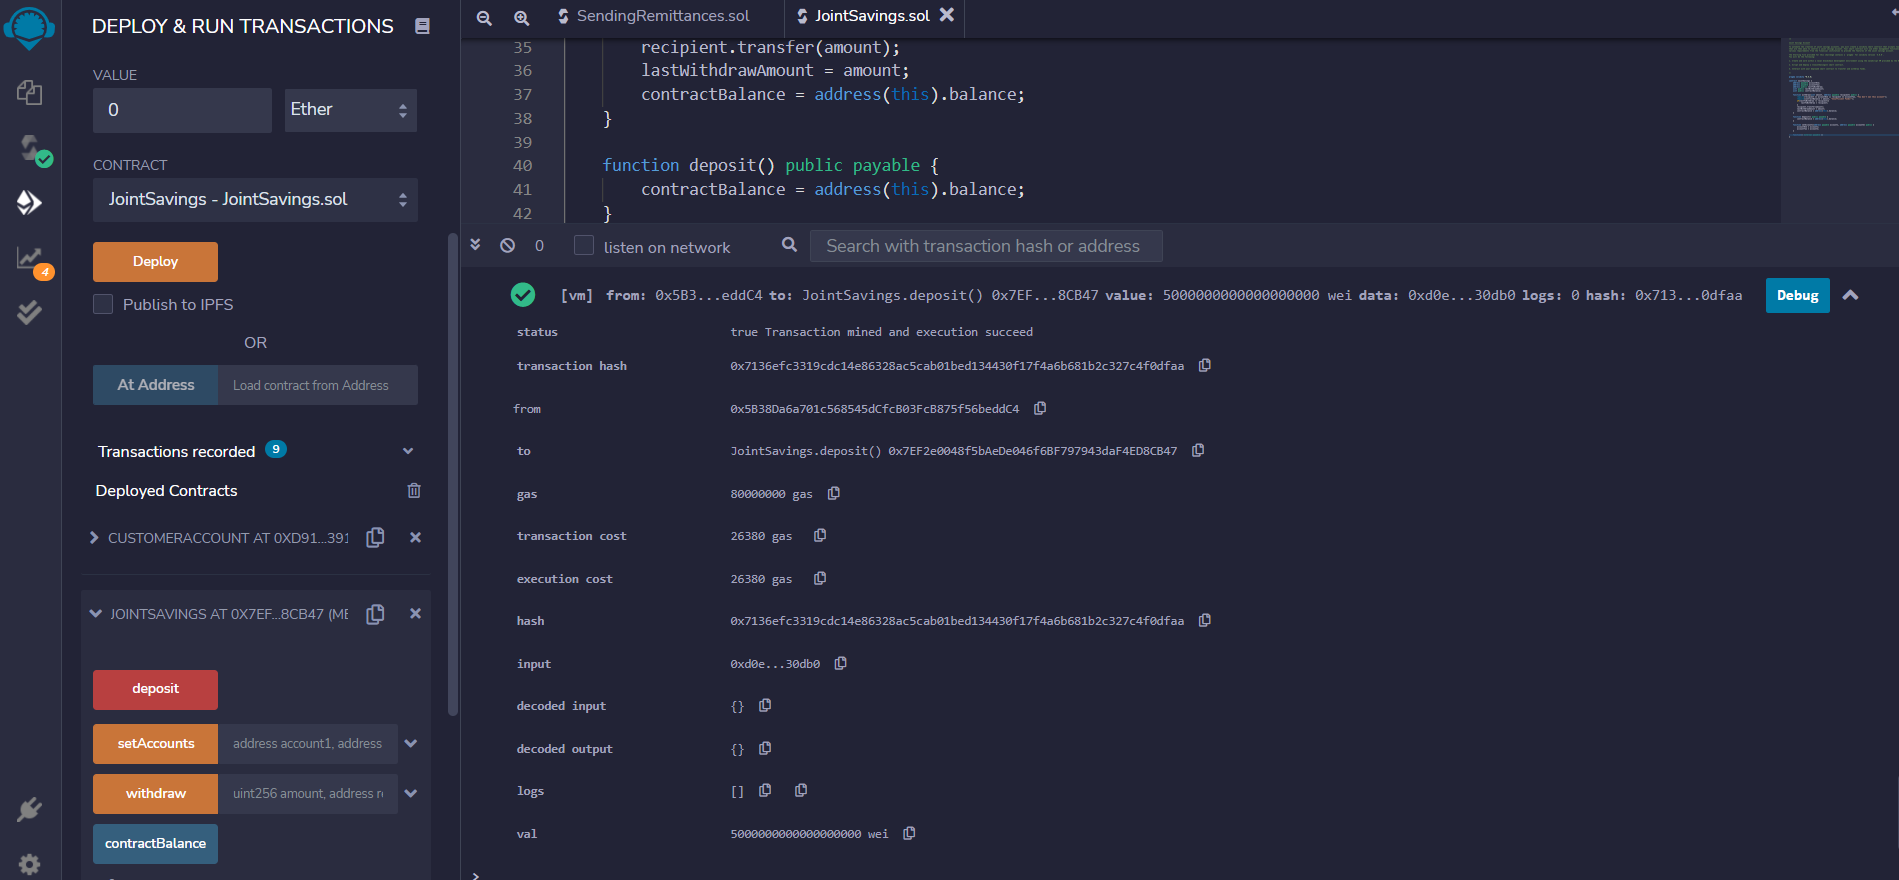 DEPLOY & RUN TRANSACTIONS
VALUE
0
Ether
CONTRACT
JointSavings - JointSavings.sol
Deploy
Publish to IPFS
OR
At Address
Load contract from Address
Transactions recorded 9
Deployed Contracts
CUSTOMERACCOUNT AT 0XD91...391
JOINTSAVINGS AT 0X7EF...8CB47 (ME
deposit
setAccounts
address account1, address
withdraw
uint256 amount, address re
contractBalance
4
SendingRemittances.sol
JointSavings.sol
35 recipient.transfer(amount);
36 lastWithdrawAmount = amount;
37 contractBalance = address(this).balance;
38 }
39
40 function deposit() public payable {
41 contractBalance = address(this).balance;
42 }
0
listen on network
Search with transaction hash or address
[vm] from: 0x5B3...eddC4 to: JointSavings.deposit() 0x7EF...8CB47 value: 5000000000000000000 wei data: 0xd0e...30db0 logs: 0 hash: 0x713...0dfaa
Debug
status true Transaction mined and execution succeed
transaction hash 0x7136efc3319cdc14e86328ac5cab01bed134430f17f4a6b681b2c327c4f0dfaa
from 0x5B38Da6a701c568545dCfcB03FcB875f56beddC4
to JointSavings.deposit() 0x7EF2e0048f5bAeDe046f6BF797943daF4ED8CB47
gas 80000000 gas
transaction cost 26380 gas
execution cost 26380 gas
hash 0x7136efc3319cdc14e86328ac5cab01bed134430f17f4a6b681b2c327c4f0dfaa
input 0xd0e...30db0
decoded input {}
decoded output {}
logs []
val 5000000000000000000 wei
>